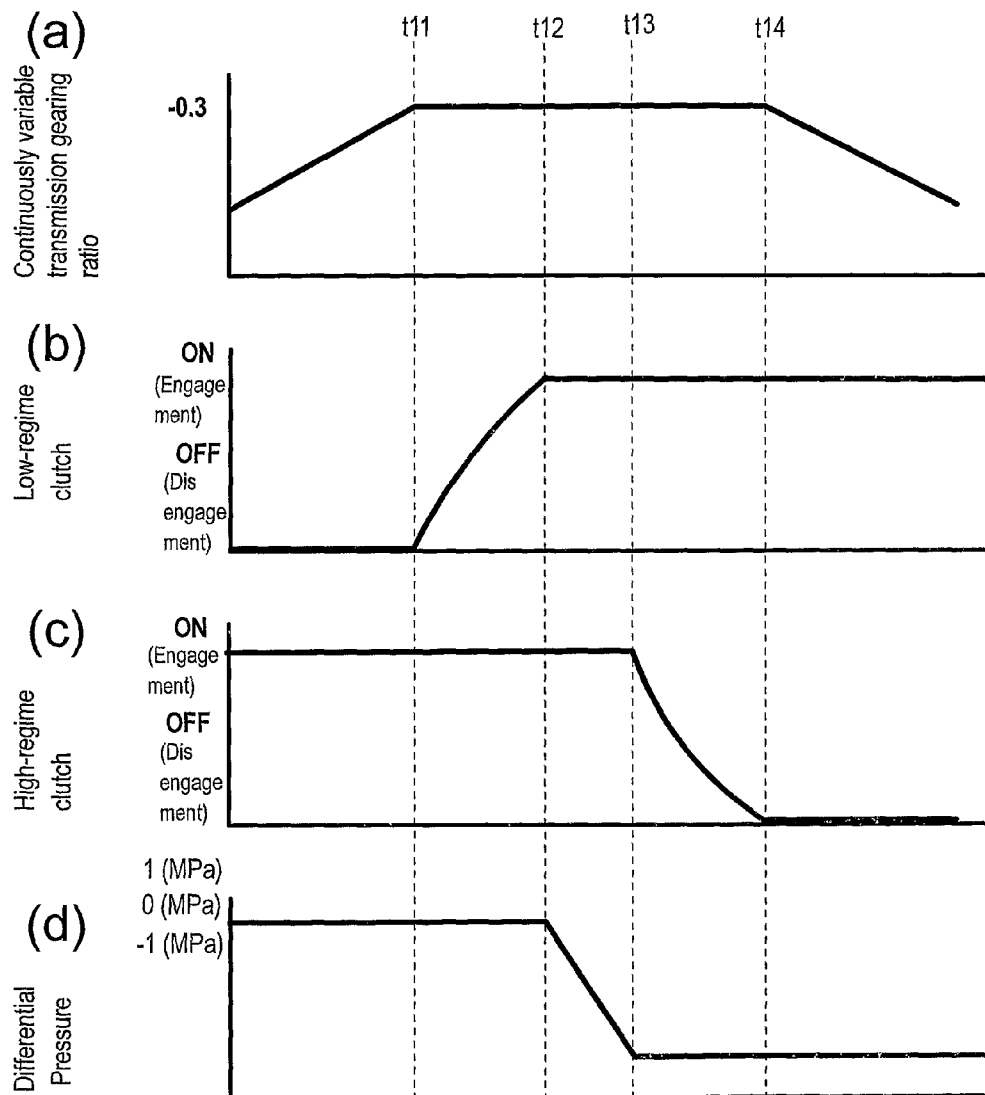 (a)
t11 t12 t13 t14
Continuously variable
transmission gearing
ratio
-0.3
(b)
Low-regime
clutch
ON
(Engage
ment)
OFF
(Dis
engage
ment)
(c)
High-regime
clutch
ON
(Engage
ment)
OFF
(Dis
engage
ment)
(d)
Differential
Pressure
1 (MPa)
0 (MPa)
-1 (MPa)